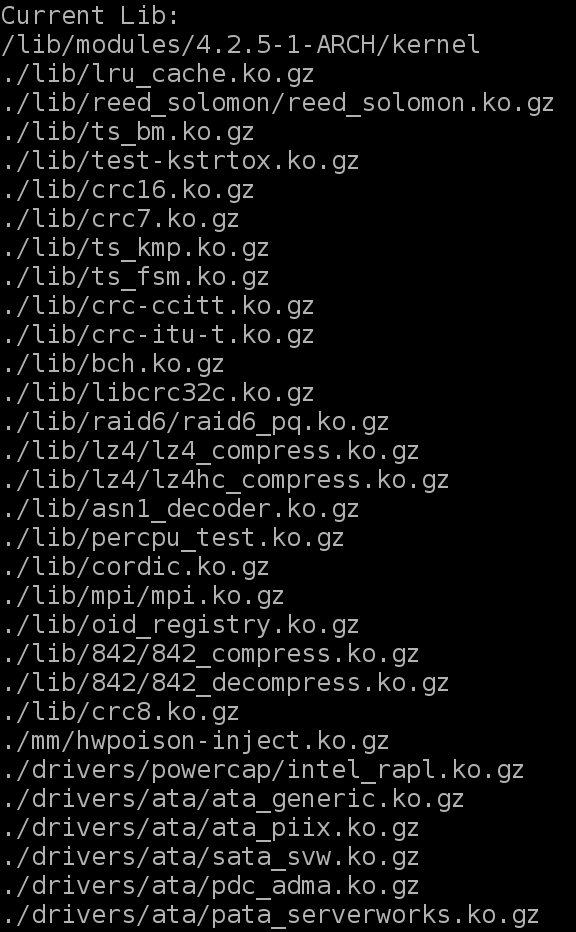 Current Lib:
/lib/modules/4.2.5-1-ARCH/kernel
./lib/lru_cache.ko.gz
./lib/reed_solomon/reed_solomon.ko.gz
./lib/ts_bm.ko.gz
./lib/test-kstrtox.ko.gz
./lib/crc16.ko.gz
./lib/crc7.ko.gz
./lib/ts_kmp.ko.gz
./lib/ts_fsm.ko.gz
./lib/crc-ccitt.ko.gz
./lib/crc-itu-t.ko.gz
./lib/bch.ko.gz
./lib/libcrc32c.ko.gz
./lib/raid6/raid6_pq.ko.gz
./lib/lz4/lz4_compress.ko.gz
./lib/lz4/lz4hc_compress.ko.gz
./lib/asn1_decoder.ko.gz
./lib/percpu_test.ko.gz
./lib/cordic.ko.gz
./lib/mpi/mpi.ko.gz
./lib/oid_registry.ko.gz
./lib/842/842_compress.ko.gz
./lib/842/842_decompress.ko.gz
./lib/crc8.ko.gz
./mm/hwpoison-inject.ko.gz
./drivers/powercap/intel_rapl.ko.gz
./drivers/ata/ata_generic.ko.gz
./drivers/ata/ata_piix.ko.gz
./drivers/ata/sata_svw.ko.gz
./drivers/ata/pdc_adma.ko.gz
./drivers/ata/pata_serverworks.ko.gz